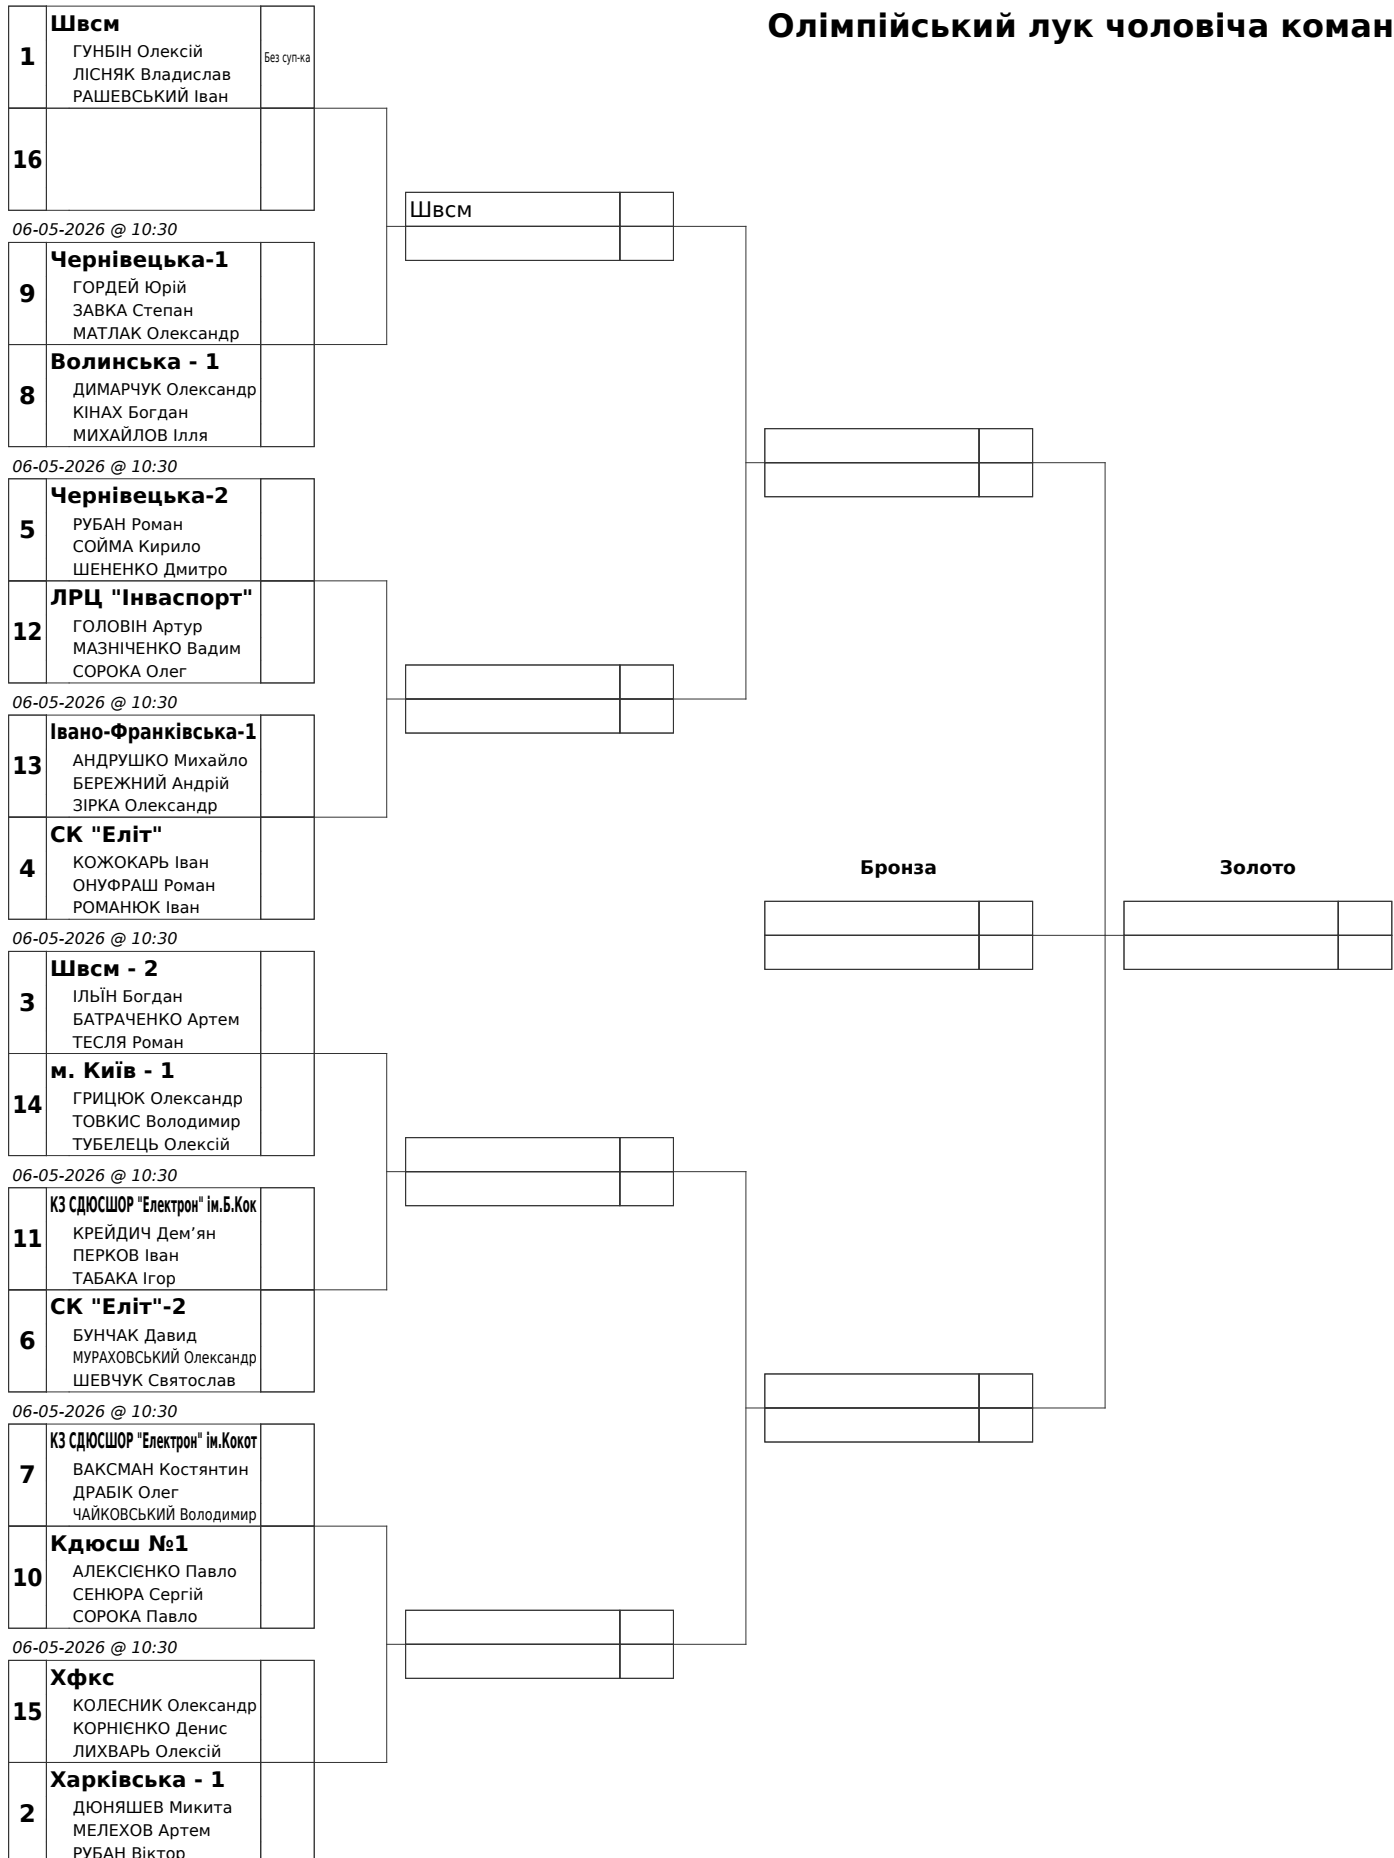 Олімпійський лук чоловіча коман
1
Швсм
ГУНБІН Олексій
ЛІСНЯК Владислав
РАШЕВСЬКИЙ Іван
Без суп-ка
16
Швсм
06-05-2026 @ 10:30
9
Чернівецька-1
ГОРДЕЙ Юрій
ЗАВКА Степан
МАТЛАК Олександр
8
Волинська - 1
ДИМАРЧУК Олександр
КІНАХ Богдан
МИХАЙЛОВ Ілля
06-05-2026 @ 10:30
5
Чернівецька-2
РУБАН Роман
СОЙМА Кирило
ШЕНЕНКО Дмитро
12
ЛРЦ "Інваспорт"
ГОЛОВІН Артур
МАЗНІЧЕНКО Вадим
СОРОКА Олег
06-05-2026 @ 10:30
13
Івано-Франківська-1
АНДРУШКО Михайло
БЕРЕЖНИЙ Андрій
ЗІРКА Олександр
4
СК "Еліт"
КОЖОКАРЬ Іван
ОНУФРАШ Роман
РОМАНЮК Іван
Бронза
Золото
06-05-2026 @ 10:30
3
Швсм - 2
ІЛЬЇН Богдан
БАТРАЧЕНКО Артем
ТЕСЛЯ Роман
14
м. Київ - 1
ГРИЦЮК Олександр
ТОВКИС Володимир
ТУБЕЛЕЦЬ Олексій
06-05-2026 @ 10:30
11
КЗ СДЮСШОР "Електрон" ім.Б.Кок
КРЕЙДИЧ Дем’ян
ПЕРКОВ Іван
ТАБАКА Ігор
6
СК "Еліт"-2
БУНЧАК Давид
МУРАХОВСЬКИЙ Олександр
ШЕВЧУК Святослав
06-05-2026 @ 10:30
7
КЗ СДЮСШОР "Електрон" ім.Кокот
ВАКСМАН Костянтин
ДРАБІК Олег
ЧАЙКОВСЬКИЙ Володимир
10
Кдюсш №1
АЛЕКСІЄНКО Павло
СЕНЮРА Сергій
СОРОКА Павло
06-05-2026 @ 10:30
15
Хфкс
КОЛЕСНИК Олександр
КОРНІЄНКО Денис
ЛИХВАРЬ Олексій
2
Харківська - 1
ДЮНЯШЕВ Микита
МЕЛЕХОВ Артем
РУБАН Віктор